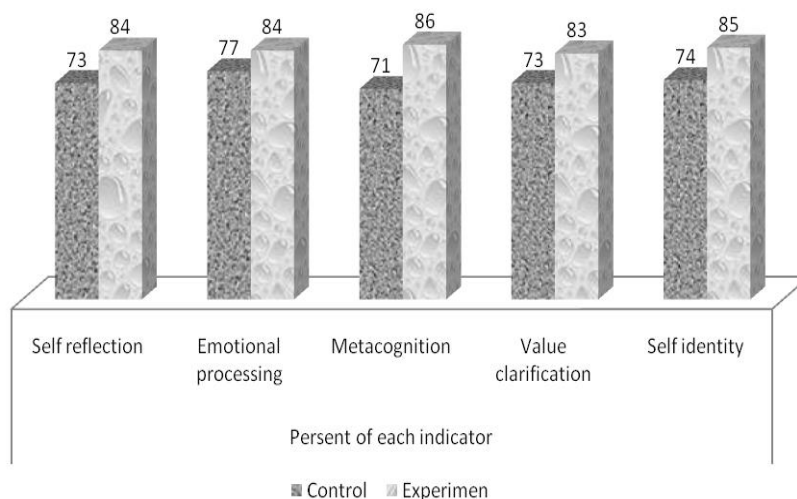 73 84 77 84 71 86 73 83 74 85
Self reflection Emotional processing Metacognition Value clarification Self identity
Persent of each indicator
Control Experimen